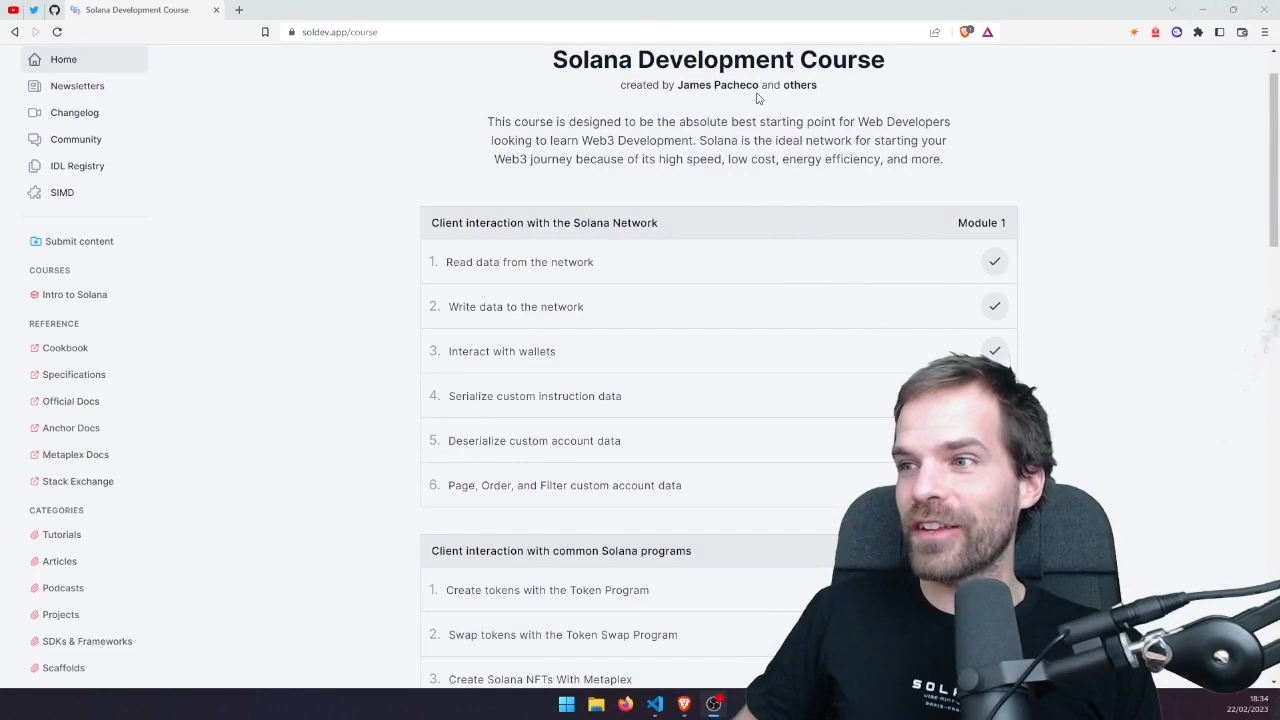 Solana Development Course
soldev.app/course
Home
Newsletters
Changelog
Community
IDL Registry
SIMD
Submit content
COURSES
Intro to Solana
REFERENCE
Cookbook
Specifications
Official Docs
Anchor Docs
Metaplex Docs
Stack Exchange
CATEGORIES
Tutorials
Articles
Podcasts
Projects
SDKs & Frameworks
Scaffolds
Solana Development Course
created by James Pacheco and others
This course is designed to be the absolute best starting point for Web Developers
looking to learn Web3 Development. Solana is the ideal network for starting your
Web3 journey because of its high speed, low cost, energy efficiency, and more.
Client interaction with the Solana Network Module 1
1. Read data from the network
2. Write data to the network
3. Interact with wallets
4. Serialize custom instruction data
5. Deserialize custom account data
6. Page, Order, and Filter custom account data
Client interaction with common Solana programs
1. Create tokens with the Token Program
2. Swap tokens with the Token Swap Program
3. Create Solana NFTs With Metaplex
18:34
22/02/2023